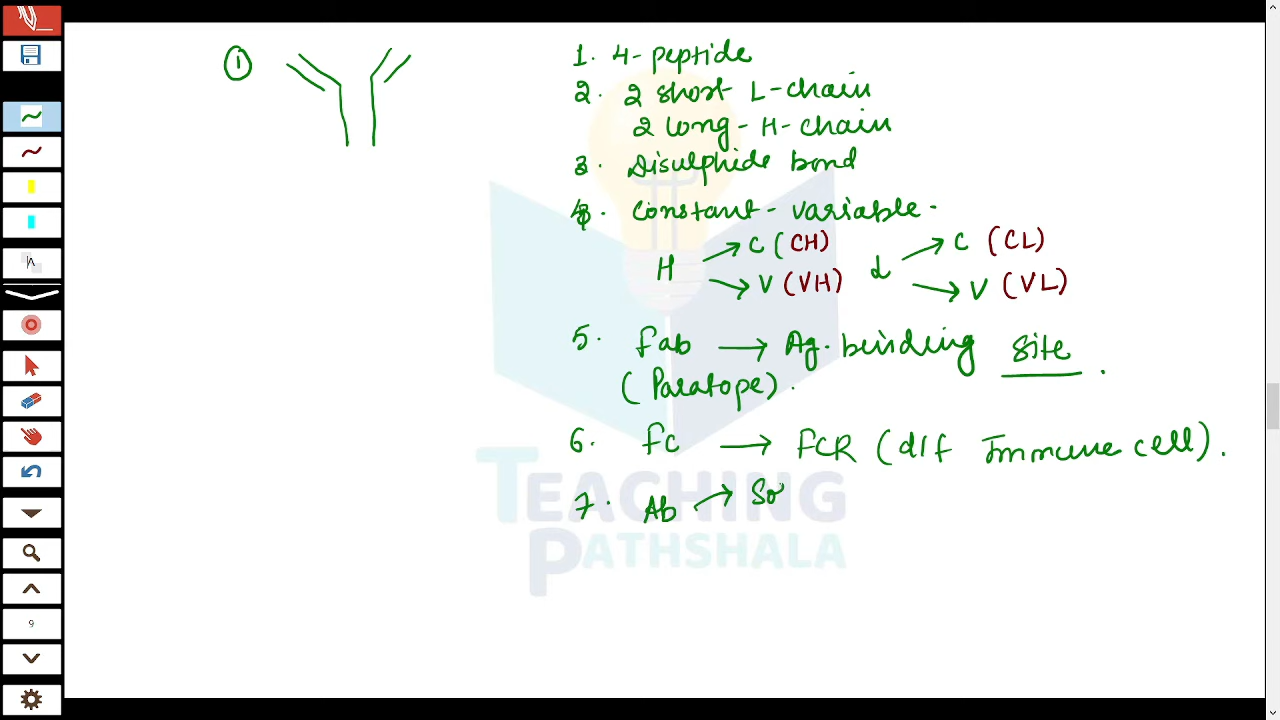 ①
1. 4-peptide
2. 2 short L-chain
2 long-H-chain
3. Disulphide bond
4. Constant-variable-
H → C (CH) L → C (CL)
→ V (VH) → V (VL)
5. Fab → Ag-binding site.
(Paratope).
6. FC → FCR (d/f Immune cell).
7. Ab → So
TEACHING
PATHSHALA
9